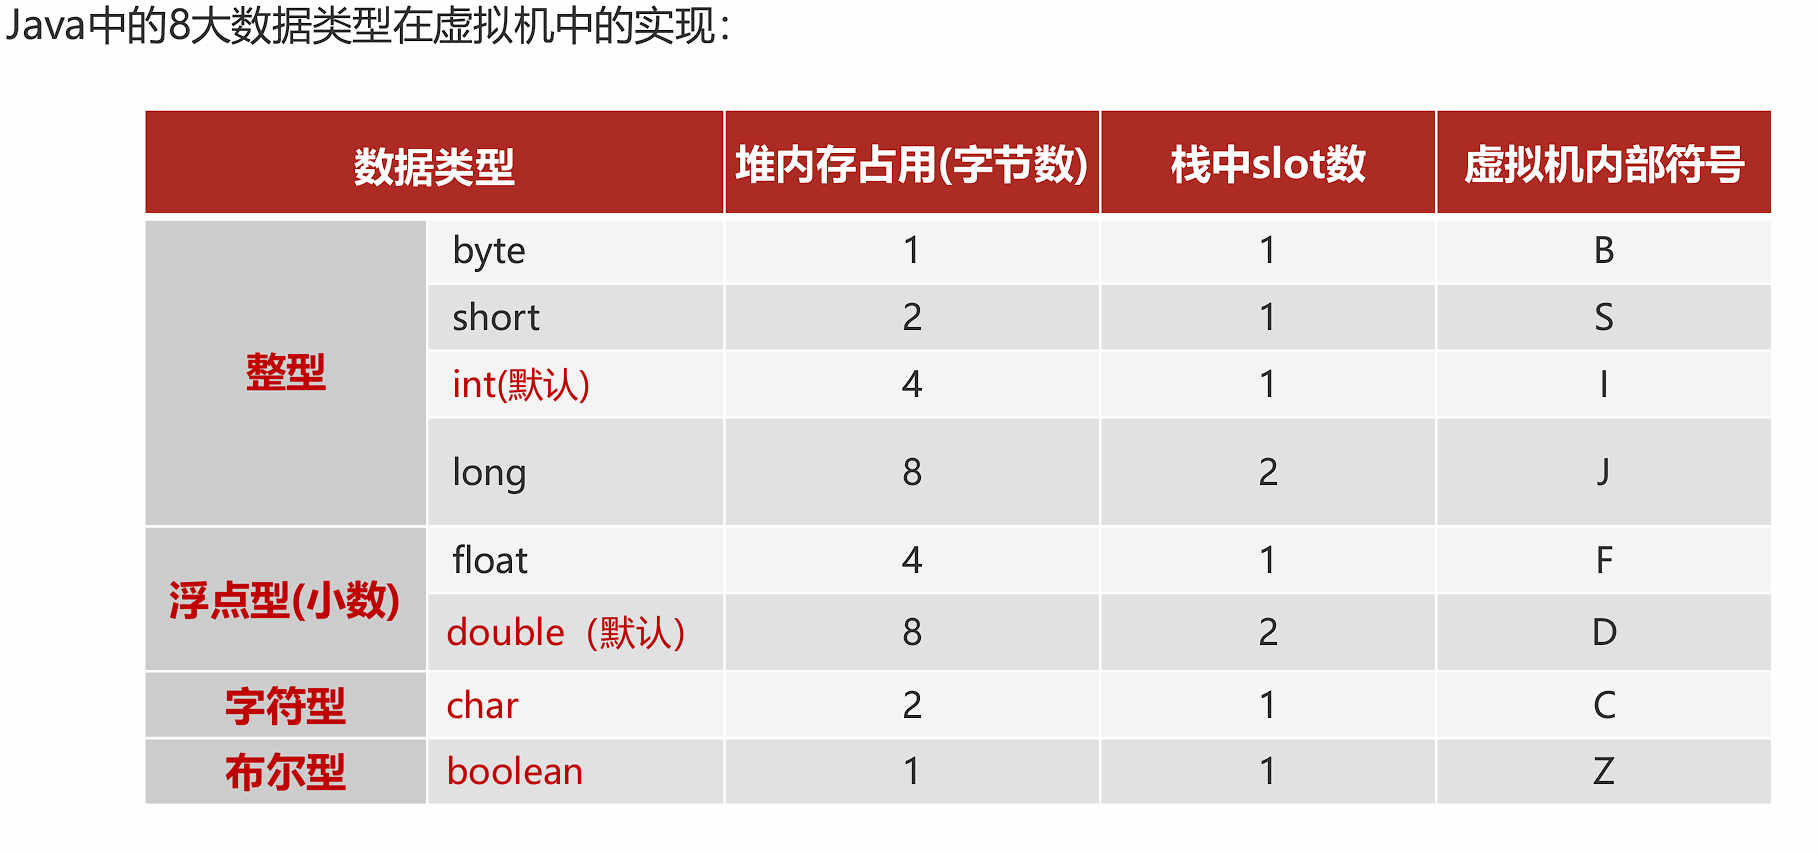 Java中的8大数据类型在虚拟机中的实现：
数据类型 堆内存占用(字节数) 栈中slot数 虚拟机内部符号
整型 byte 1 1 B
short 2 1 S
int(默认) 4 1 I
long 8 2 J
浮点型(小数) float 4 1 F
double（默认） 8 2 D
字符型 char 2 1 C
布尔型 boolean 1 1 Z